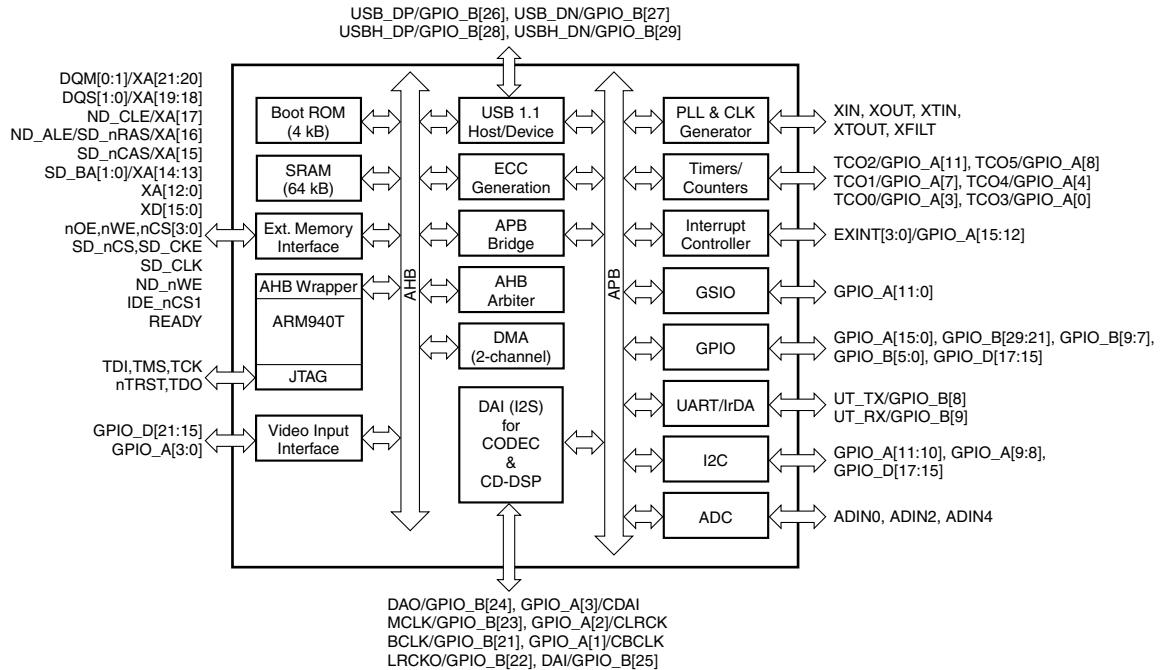 USB_DP/GPIO_B[26], USB_DN/GPIO_B[27]
USBH_DP/GPIO_B[28], USBH_DN/GPIO_B[29]
DQM[0:1]/XA[21:20]
DQS[1:0]/XA[19:18]
ND_CLE/XA[17]
ND_ALE/SD_nRAS/XA[16]
SD_nCAS/XA[15]
SD_BA[1:0]/XA[14:13]
XA[12:0]
XD[15:0]
nOE,nWE,nCS[3:0]
SD_nCS,SD_CKE
SD_CLK
ND_nWE
IDE_nCS1
READY
TDI,TMS,TCK
nTRST,TDO
GPIO_D[21:15]
GPIO_A[3:0]
Boot ROM
(4 kB)
SRAM
(64 kB)
Ext. Memory
Interface
AHB Wrapper
ARM940T
JTAG
Video Input
Interface
AHB
USB 1.1
Host/Device
ECC
Generation
APB
Bridge
AHB
Arbiter
DMA
(2-channel)
DAI (I2S)
for
CODEC
&
CD-DSP
APB
PLL & CLK
Generator
Timers/
Counters
Interrupt
Controller
GSIO
GPIO
UART/IrDA
I2C
ADC
XIN, XOUT, XTIN,
XTOUT, XFILT
TCO2/GPIO_A[11], TCO5/GPIO_A[8]
TCO1/GPIO_A[7], TCO4/GPIO_A[4]
TCO0/GPIO_A[3], TCO3/GPIO_A[0]
EXINT[3:0]/GPIO_A[15:12]
GPIO_A[11:0]
GPIO_A[15:0], GPIO_B[29:21], GPIO_B[9:7],
GPIO_B[5:0], GPIO_D[17:15]
UT_TX/GPIO_B[8]
UT_RX/GPIO_B[9]
GPIO_A[11:10], GPIO_A[9:8],
GPIO_D[17:15]
ADIN0, ADIN2, ADIN4
DAO/GPIO_B[24], GPIO_A[3]/CDAI
MCLK/GPIO_B[23], GPIO_A[2]/CLRCK
BCLK/GPIO_B[21], GPIO_A[1]/CBCLK
LRCKO/GPIO_B[22], DAI/GPIO_B[25]